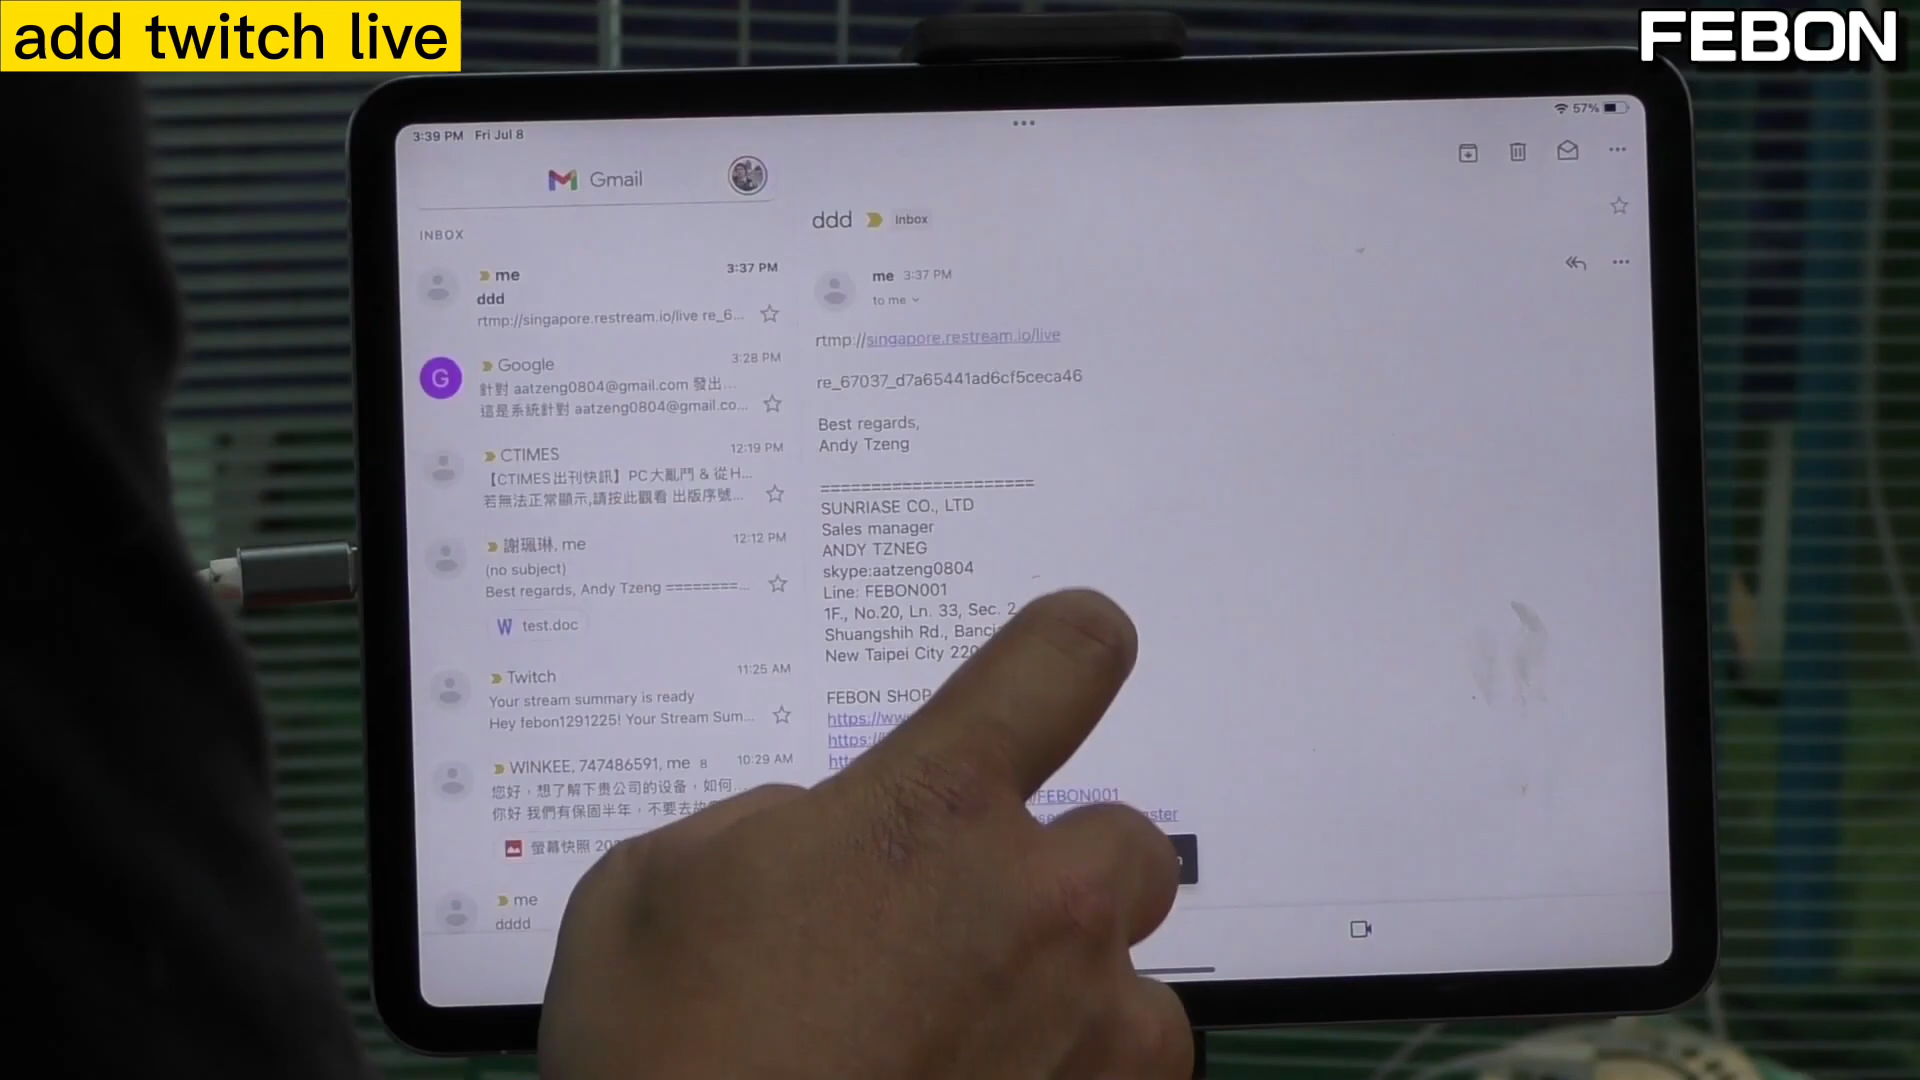 add twitch live
FEBON
3:39 PM Fri Jul 8
57%
Gmail
INBOX
me 3:37 PM
ddd
rtmp://singapore.restream.io/live re_6...
Google 3:28 PM
針對 aatzeng0804@gmail.com 發出...
這是系統針對 aatzeng0804@gmail.co...
CTIMES 12:19 PM
【CTIMES出刊快訊】PC大亂鬥 & 從H...
若無法正常顯示,請按此觀看 出版序號...
謝珮琳, me 12:12 PM
(no subject)
Best regards, Andy Tzeng ========...
test.doc
Twitch 11:25 AM
Your stream summary is ready
Hey febon1291225! Your Stream Sum...
WINKEE, 747486591, me 8 10:29 AM
您好，想了解下贵公司的设备，如何...
你好 我們有保固半年，不要去
螢幕快照
me
dddd
ddd Inbox
me 3:37 PM
to me
rtmp://singapore.restream.io/live
re_67037_d7a65441ad6cf5ceca46
Best regards,
Andy Tzeng
=====================
SUNRIASE CO., LTD
Sales manager
ANDY TZNEG
skype:aatzeng0804
Line: FEBON001
1F., No.20, Ln. 33, Sec. 2
Shuangshih Rd.,
New Taipei City 220
FEBON SHOP
https://ww
https://
/FEBON001